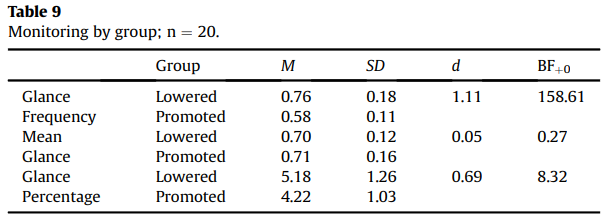 Table 9
Monitoring by group; n = 20.
Group M SD d BF+0
Glance Lowered 0.76 0.18 1.11 158.61
Frequency Promoted 0.58 0.11
Mean Lowered 0.70 0.12 0.05 0.27
Glance Promoted 0.71 0.16
Glance Lowered 5.18 1.26 0.69 8.32
Percentage Promoted 4.22 1.03